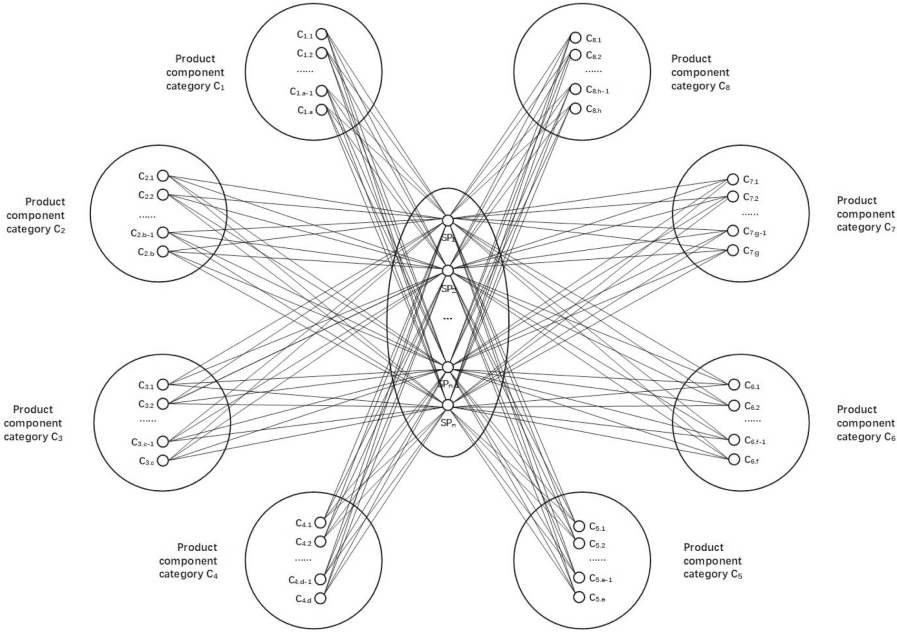 Product
component
category C₁
C₁.₁
C₁.₂
......
C₁.ₐ-₁
C₁.ₐ
C₈.₁
C₈.₂
......
C₈.ₕ-₁
C₈.ₕ
Product
component
category C₈
Product
component
category C₂
C₂.₁
C₂.₂
......
C₂.b-₁
C₂.b
C₇.₁
C₇.₂
......
C₇.g-₁
C₇.g
Product
component
category C₇
SP₂
...
SPₙ
Product
component
category C₃
C₃.₁
C₃.₂
......
C₃.c-₁
C₃.c
C₆.₁
C₆.₂
......
C₆.f-₁
C₆.f
Product
component
category C₆
Product
component
category C₄
C₄.₁
C₄.₂
......
C₄.d-₁
C₄.d
C₅.₁
C₅.₂
......
C₅.ₑ-₁
C₅.ₑ
Product
component
category C₅